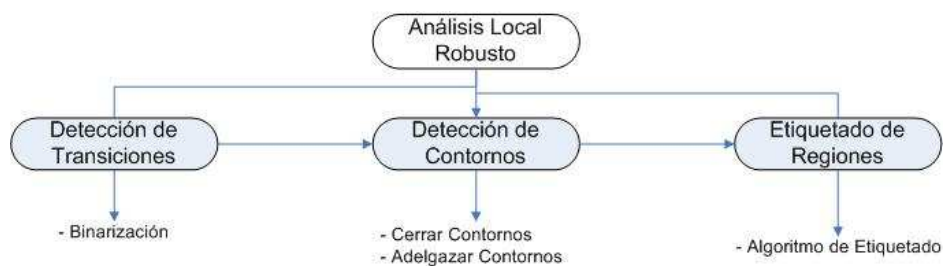 Análisis Local
Robusto
Detección de
Transiciones
Detección de
Contornos
Etiquetado de
Regiones
- Binarización
- Cerrar Contornos
- Adelgazar Contornos
- Algoritmo de Etiquetado